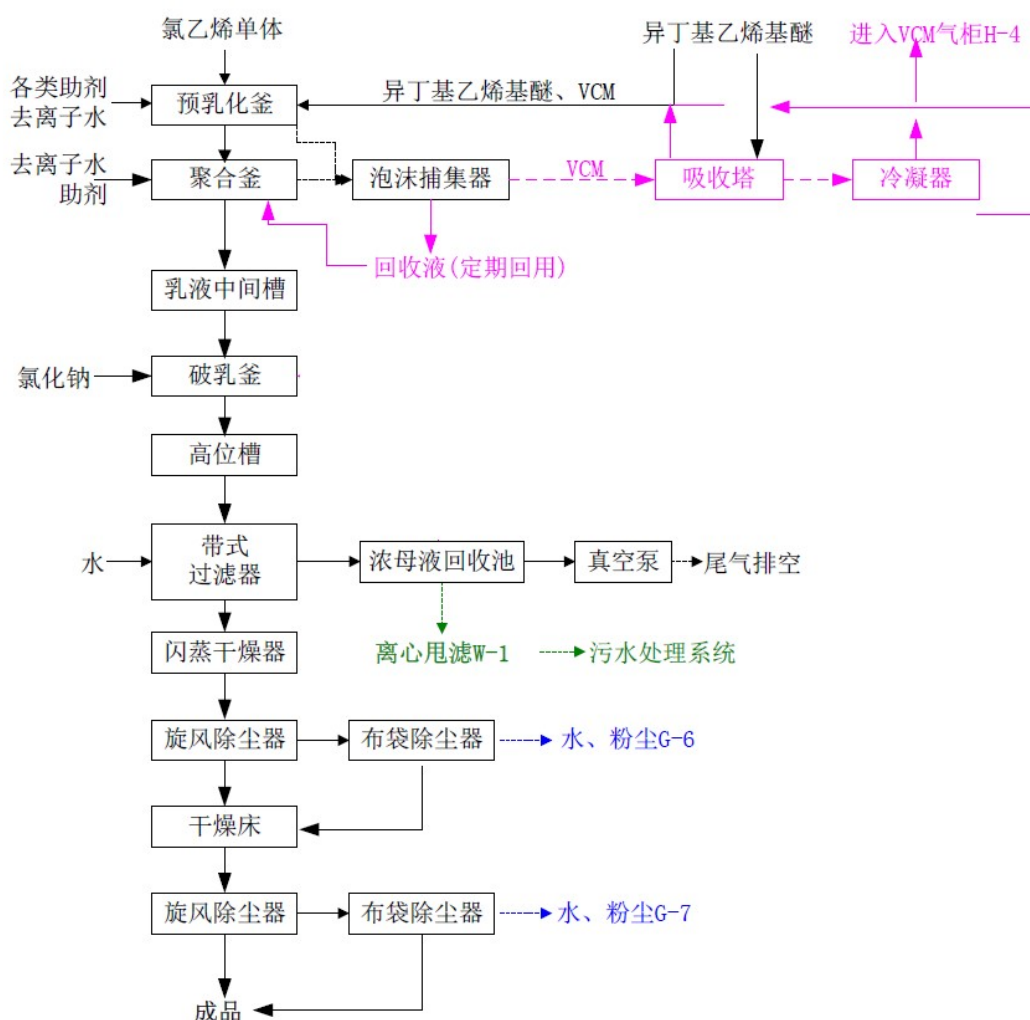 氯乙烯单体
异丁基乙烯基醚
进入VCM气柜H-4
各类助剂
去离子水
预乳化釜
异丁基乙烯基醚、VCM
去离子水
助剂
聚合釜
泡沫捕集器
VCM
吸收塔
冷凝器
回收液(定期回用)
乳液中间槽
氯化钠
破乳釜
高位槽
水
带式
过滤器
浓母液回收池
真空泵
尾气排空
闪蒸干燥器
离心甩滤W-1
污水处理系统
旋风除尘器
布袋除尘器
水、粉尘G-6
干燥床
旋风除尘器
布袋除尘器
水、粉尘G-7
成品